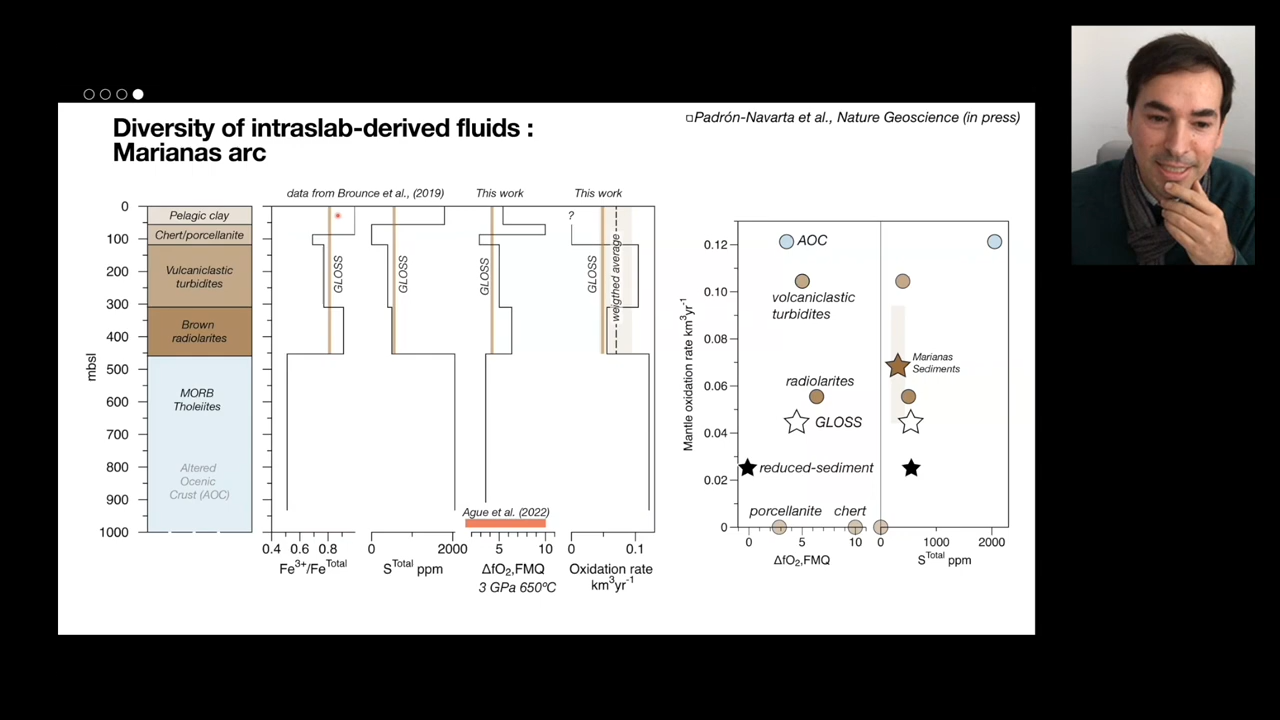 Diversity of intraslab-derived fluids :
Marianas arc
□Padrón-Navarta et al., Nature Geoscience (in press)
data from Brounce et al., (2019)
This work
This work
mbsl
0
100
200
300
400
500
600
700
800
900
1000
Pelagic clay
Chert/porcellanite
Vulcaniclastic
turbidites
Brown
radiolarites
MORB
Tholeiites
Altered
Ocenic
Crust (AOC)
GLOSS
GLOSS
GLOSS
?
GLOSS
weigthed average
Ague et al. (2022)
0.4 0.6 0.8
Fe3+/FeTotal
0 2000
STotal ppm
5 10
ΔfO2,FMQ
3 GPa 650ºC
0 0.1
Oxidation rate
km3yr-1
Mantle oxidation rate km3yr-1
0.12
0.10
0.08
0.06
0.04
0.02
0
AOC
volcaniclastic
turbidites
Marianas
Sediments
radiolarites
GLOSS
reduced-sediment
porcellanite chert
0 5 10
ΔfO2,FMQ
0 1000 2000
STotal ppm